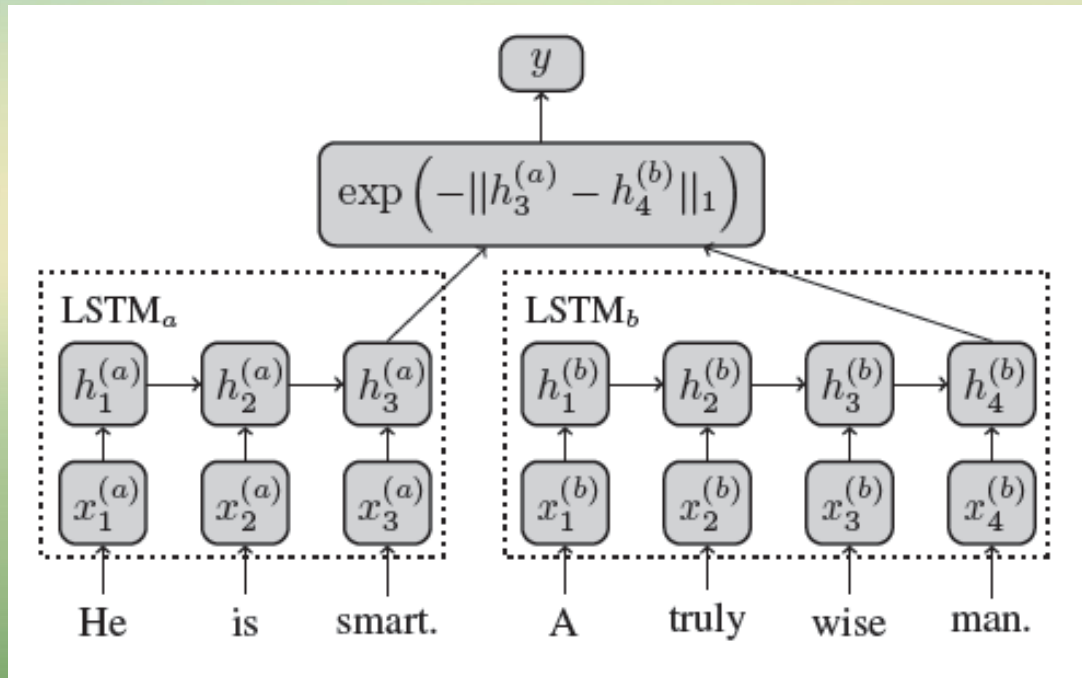 y
exp(−||h₃⁽ᵃ⁾ − h₄⁽ᵇ⁾||₁)
LSTMₐ LSTM_b
h₁⁽ᵃ⁾ h₂⁽ᵃ⁾ h₃⁽ᵃ⁾ h₁⁽ᵇ⁾ h₂⁽ᵇ⁾ h₃⁽ᵇ⁾ h₄⁽ᵇ⁾
x₁⁽ᵃ⁾ x₂⁽ᵃ⁾ x₃⁽ᵃ⁾ x₁⁽ᵇ⁾ x₂⁽ᵇ⁾ x₃⁽ᵇ⁾ x₄⁽ᵇ⁾
He is smart. A truly wise man.